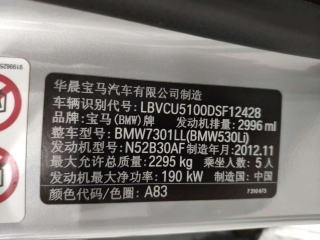 华晨宝马汽车有限公司制造
车辆识别代号: LBVCU5100DSF12428
品牌: 宝马(BMW)牌 发动机排量: 2996 ml
整车型号: BMW7301LL(BMW530Li)
发动机型号: N52B30AF 制造年月: 2012.11
最大允许总质量: 2295 kg 乘坐人数: 5 人
发动机最大净功率: 190 kW 制造国: 中国
颜色代码/色圈: A83